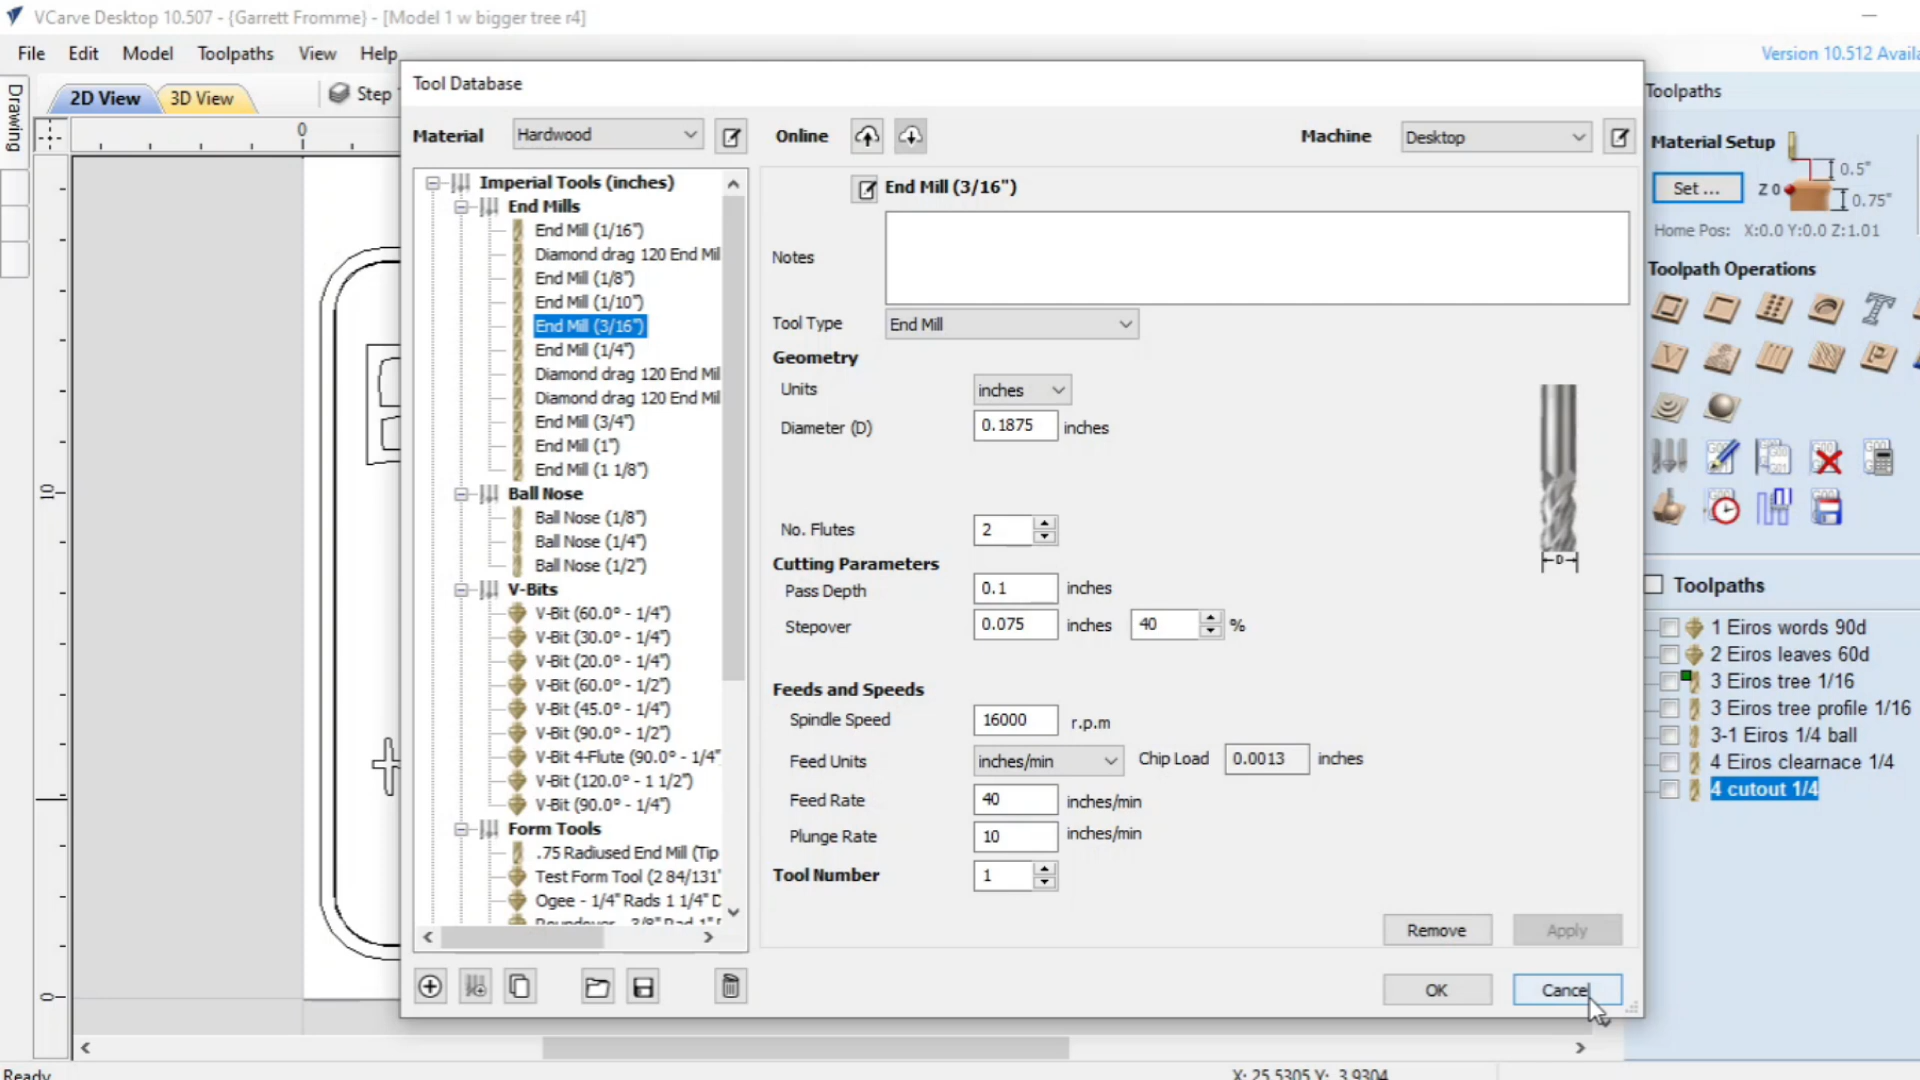 VCarve Desktop 10.507 - {Garrett Fromme} - [Model 1 w bigger tree r4]
File Edit Model Toolpaths View Help
Version 10.512 Availa
Drawing
2D View
3D View
Step
0
10
0
Tool Database
Material
Hardwood
Online
Machine
Desktop
Imperial Tools (inches)
End Mills
End Mill (1/16")
Diamond drag 120 End Mil
End Mill (1/8")
End Mill (1/10")
End Mill (3/16")
End Mill (1/4")
Diamond drag 120 End Mil
Diamond drag 120 End Mil
End Mill (3/4")
End Mill (1")
End Mill (1 1/8")
Ball Nose
Ball Nose (1/8")
Ball Nose (1/4")
Ball Nose (1/2")
V-Bits
V-Bit (60.0° - 1/4")
V-Bit (30.0° - 1/4")
V-Bit (20.0° - 1/4")
V-Bit (60.0° - 1/2")
V-Bit (45.0° - 1/4")
V-Bit (90.0° - 1/2")
V-Bit 4-Flute (90.0° - 1/4"
V-Bit (120.0° - 1 1/2")
V-Bit (90.0° - 1/4")
Form Tools
.75 Radiused End Mill (Tip
Test Form Tool (2 84/131"
Ogee - 1/4" Rads 1 1/4" D
End Mill (3/16")
Notes
Tool Type
End Mill
Geometry
Units
inches
Diameter (D)
0.1875 inches
D
No. Flutes
2
Cutting Parameters
Pass Depth
0.1 inches
Stepover
0.075 inches 40 %
Feeds and Speeds
Spindle Speed
16000 r.p.m
Feed Units
inches/min
Chip Load
0.0013 inches
Feed Rate
40 inches/min
Plunge Rate
10 inches/min
Tool Number
1
Remove
Apply
OK
Cancel
Toolpaths
Material Setup
Set ...
Z 0
0.5"
0.75"
Home Pos: X:0.0 Y:0.0 Z:1.01
Toolpath Operations
Toolpaths
1 Eiros words 90d
2 Eiros leaves 60d
3 Eiros tree 1/16
3 Eiros tree profile 1/16
3-1 Eiros 1/4 ball
4 Eiros clearnace 1/4
4 cutout 1/4
Ready
X: 25.5305 Y: 3.9304